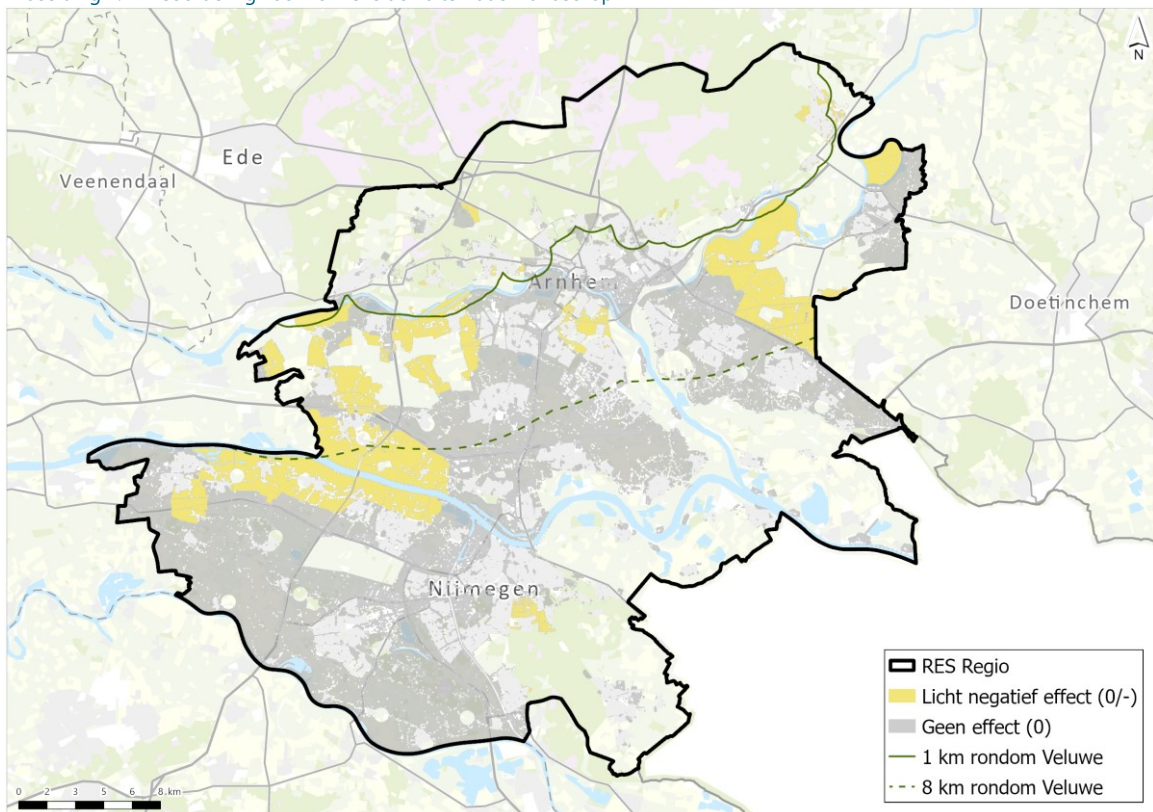 N
Ede
Veenendaal
Arnhem
Doetinchem
Nijmegen
RES Regio
Licht negatief effect (0/-)
Geen effect (0)
1 km rondom Veluwe
8 km rondom Veluwe
0 2 3 5 6 8 km